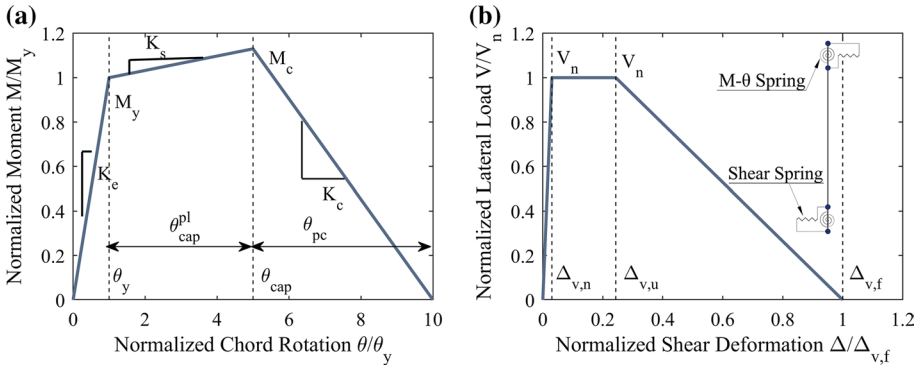 (a)
Normalized Moment M/M_y
1.2
1
0.8
0.6
0.4
0.2
0
K_s
M_y
M_c
K_e
K_c
θ_cap^pl
θ_pc
θ_y
θ_cap
0 2 4 6 8 10
Normalized Chord Rotation θ/θ_y
(b)
Normalized Lateral Load V/V_n
1.2
1
0.8
0.6
0.4
0.2
0
V_n
V_n
M-θ Spring
Shear Spring
Δ_v,n
Δ_v,u
Δ_v,f
0 0.2 0.4 0.6 0.8 1 1.2
Normalized Shear Deformation Δ/Δ_v,f